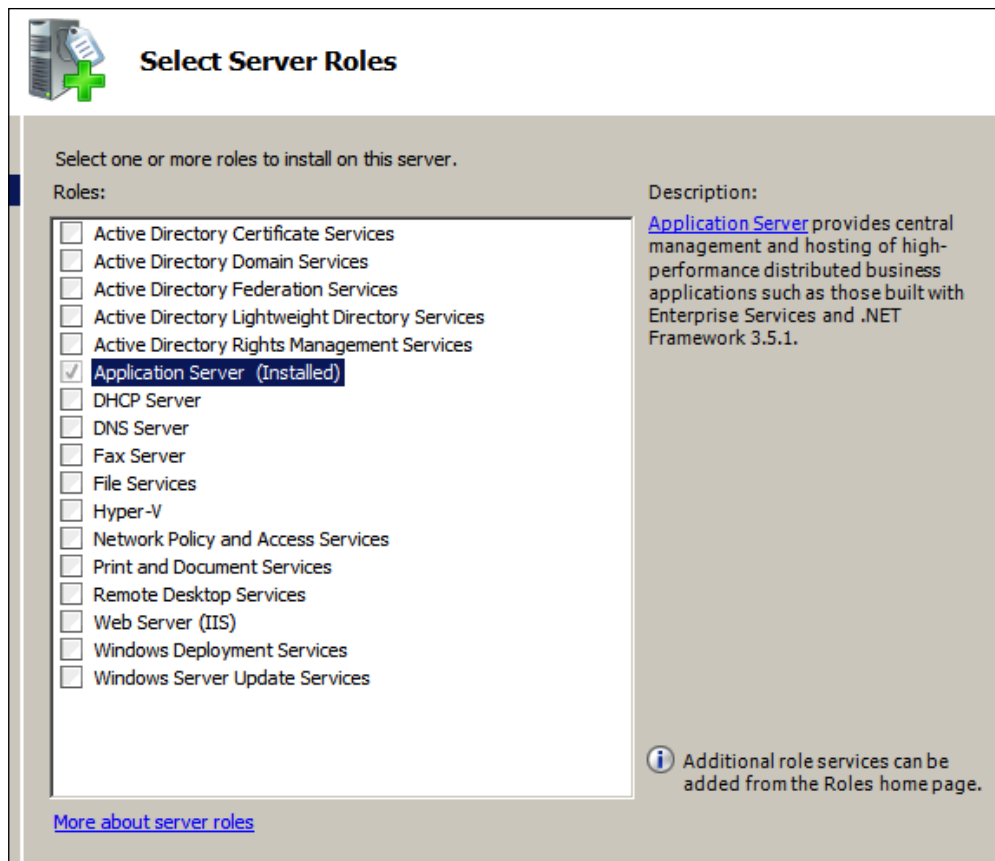 Select Server Roles
Select one or more roles to install on this server.
Roles:
Active Directory Certificate Services
Active Directory Domain Services
Active Directory Federation Services
Active Directory Lightweight Directory Services
Active Directory Rights Management Services
Application Server (Installed)
DHCP Server
DNS Server
Fax Server
File Services
Hyper-V
Network Policy and Access Services
Print and Document Services
Remote Desktop Services
Web Server (IIS)
Windows Deployment Services
Windows Server Update Services
More about server roles
Description:
Application Server provides central
management and hosting of high-
performance distributed business
applications such as those built with
Enterprise Services and .NET
Framework 3.5.1.
Additional role services can be
added from the Roles home page.